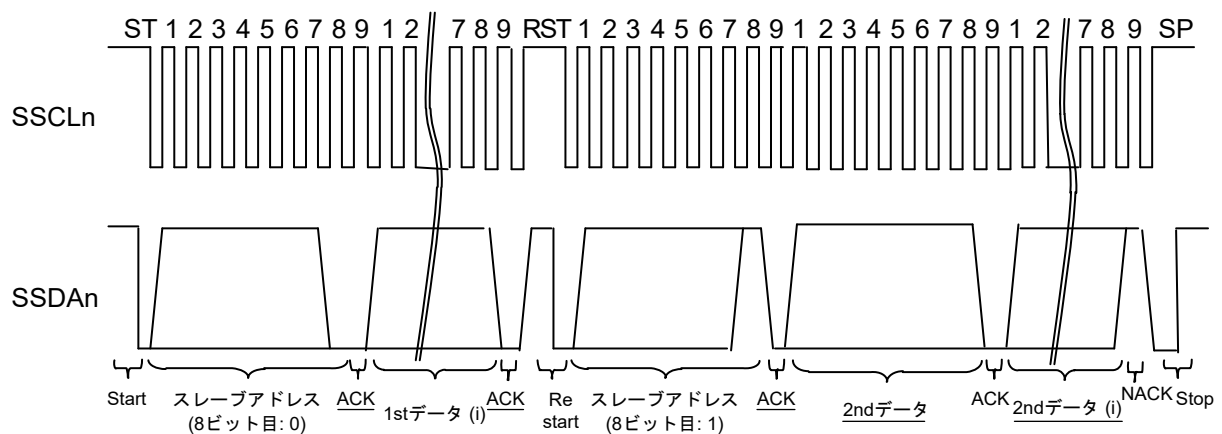 ST 1 2 3 4 5 6 7 8 9 1 2 7 8 9 RST 1 2 3 4 5 6 7 8 9 1 2 3 4 5 6 7 8 9 1 2 7 8 9 SP
SSCLn
SSDAn
Start
スレーブアドレス
(8ビット目: 0)
ACK
1stデータ (i)
ACK
Re
start
スレーブアドレス
(8ビット目: 1)
ACK
2ndデータ
ACK
2ndデータ (i)
NACK
Stop